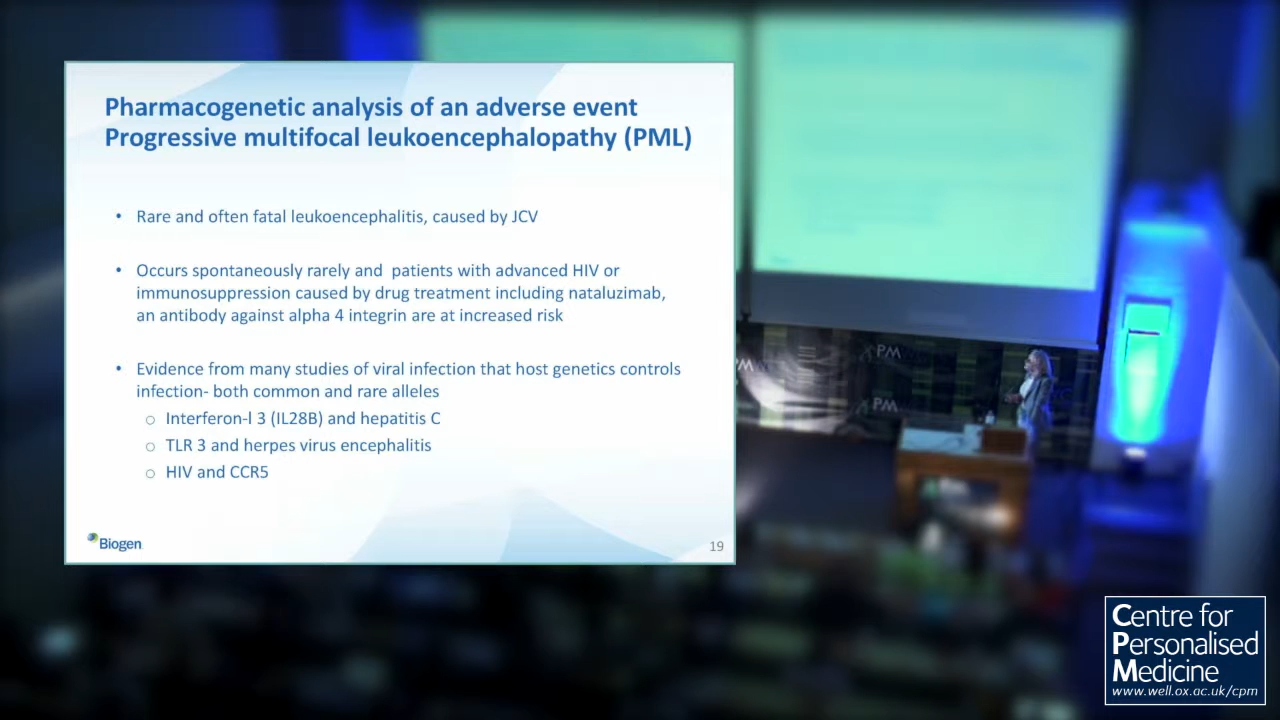 Pharmacogenetic analysis of an adverse event
Progressive multifocal leukoencephalopathy (PML)
• Rare and often fatal leukoencephalitis, caused by JCV
• Occurs spontaneously rarely and patients with advanced HIV or
immunosuppression caused by drug treatment including nataluzimab,
an antibody against alpha 4 integrin are at increased risk
• Evidence from many studies of viral infection that host genetics controls
infection- both common and rare alleles
○ Interferon-l 3 (IL28B) and hepatitis C
○ TLR 3 and herpes virus encephalitis
○ HIV and CCR5
Biogen
19
PM
PM
PM
Centre for
Personalised
Medicine
www.well.ox.ac.uk/cpm